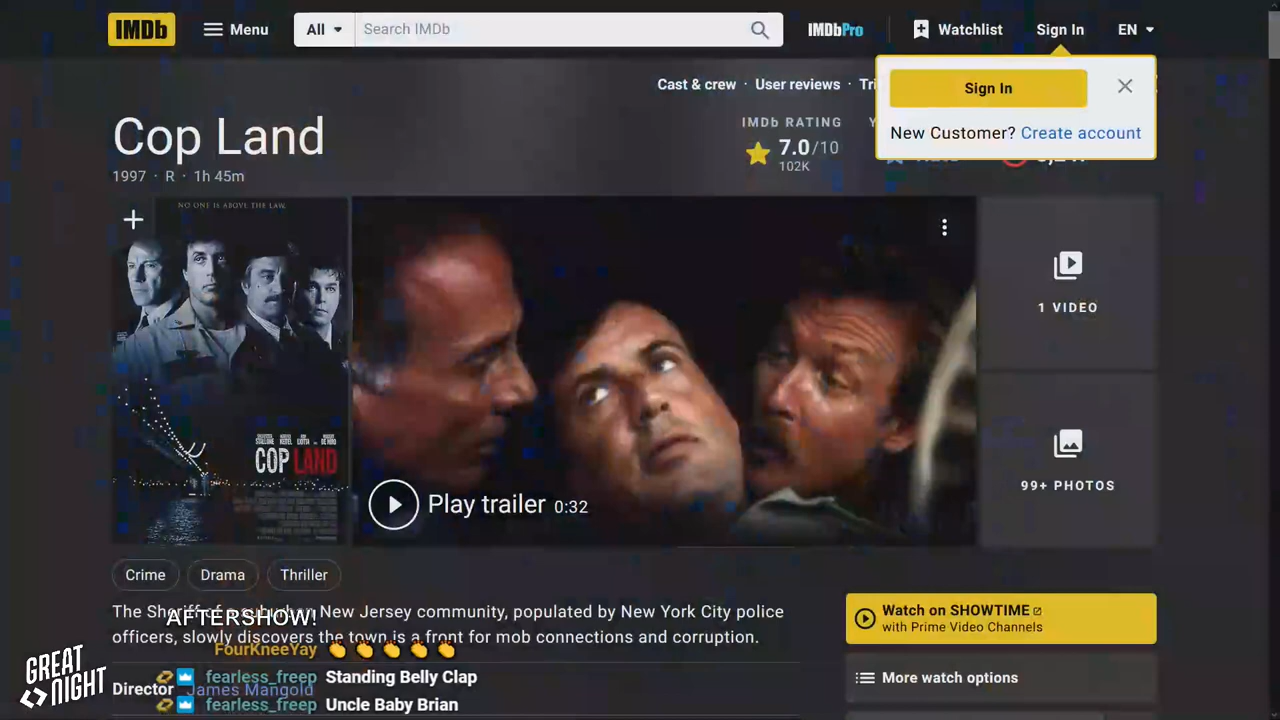 IMDb
Menu
All
Search IMDb
IMDbPro
Watchlist
Sign In
EN
Cast & crew · User reviews · Tri
Sign In
New Customer? Create account
Cop Land
1997 · R · 1h 45m
IMDb RATING
7.0/10
102K
NO ONE IS ABOVE THE LAW.
COP LAND
Play trailer 0:32
1 VIDEO
99+ PHOTOS
Crime
Drama
Thriller
The Sheriff of a suburban New Jersey community, populated by New York City police
officers, slowly discovers the town is a front for mob connections and corruption.
AFTERSHOW!
FourKneeYay 👏 👏 👏 👏 👏
fearless_freep Standing Belly Clap
Director James Mangold
fearless_freep Uncle Baby Brian
GREAT
NIGHT
Watch on SHOWTIME
with Prime Video Channels
More watch options